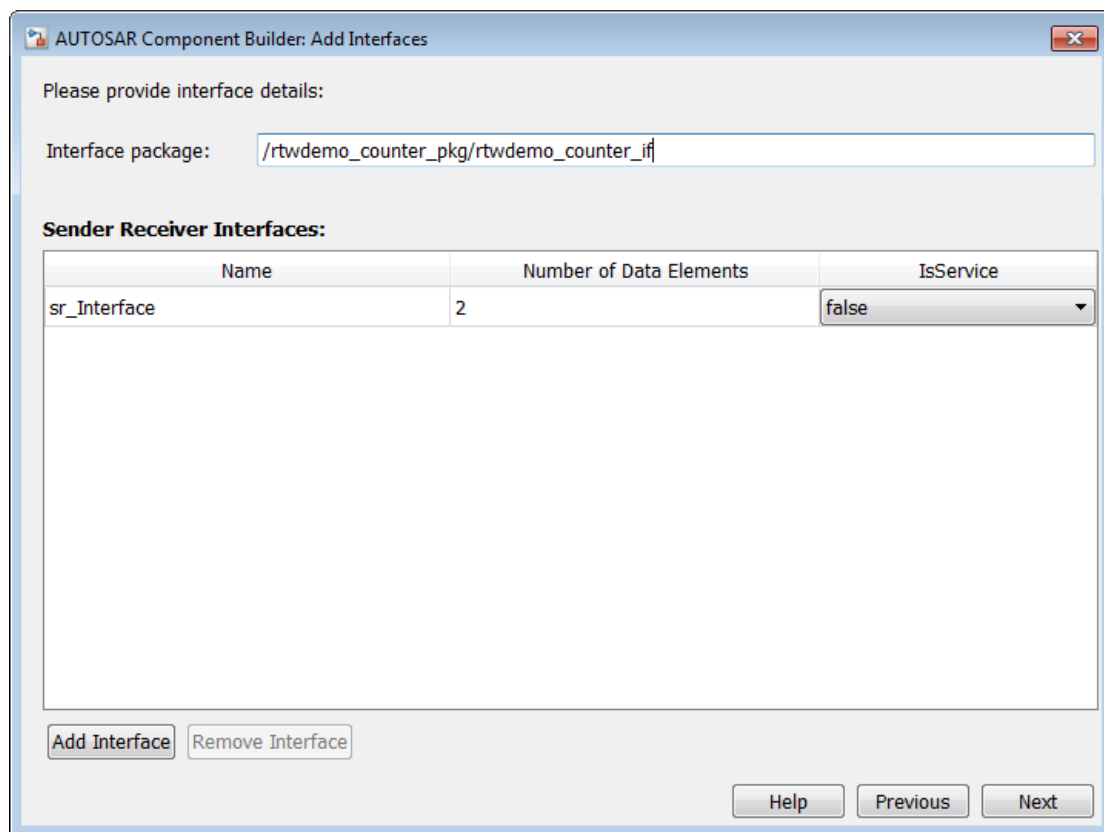 AUTOSAR Component Builder: Add Interfaces
Please provide interface details:
Interface package: /rtwdemo_counter_pkg/rtwdemo_counter_if
Sender Receiver Interfaces:
Name Number of Data Elements IsService
sr_Interface 2 false
Add Interface Remove Interface
Help Previous Next